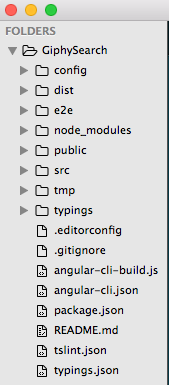 FOLDERS
GiphySearch
config
dist
e2e
node_modules
public
src
tmp
typings
.editorconfig
.gitignore
angular-cli-build.js
angular-cli.json
package.json
README.md
tslint.json
typings.json